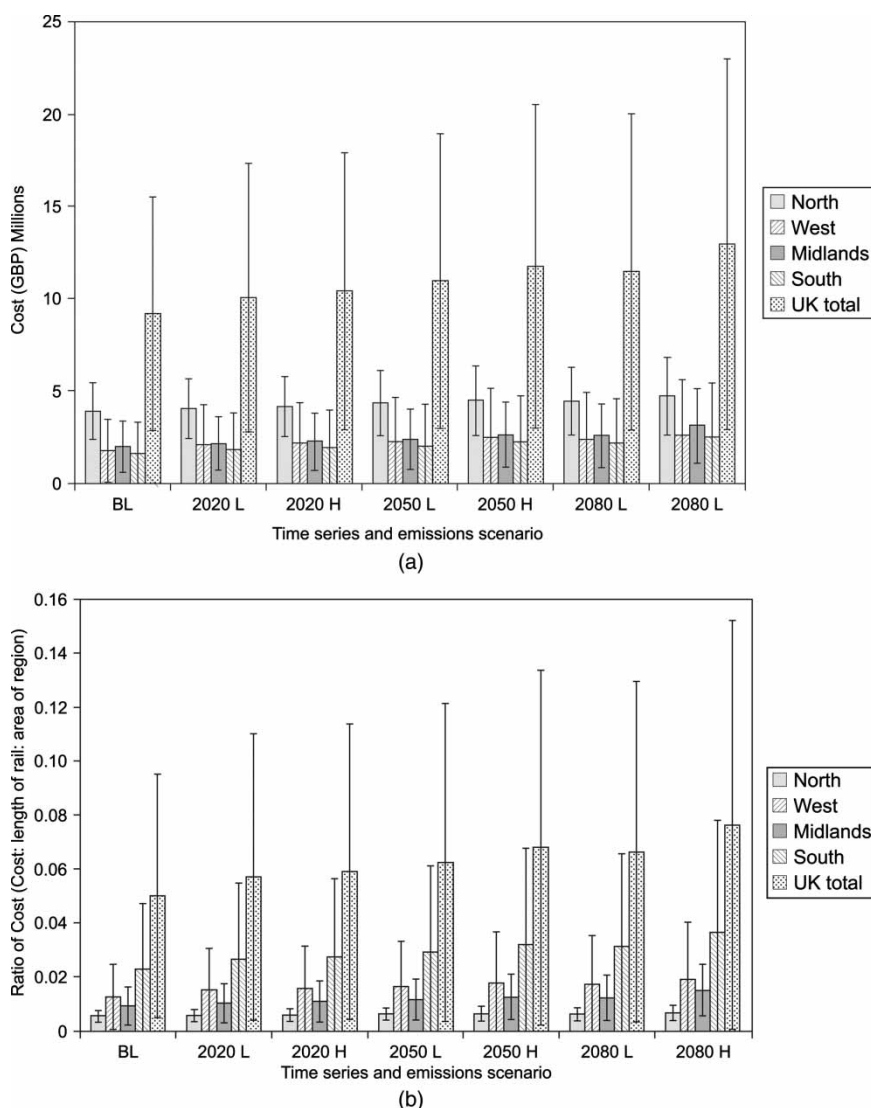 25
20
15
10
5
0
Cost (GBP) Millions
BL 2020 L 2020 H 2050 L 2050 H 2080 L 2080 L
Time series and emissions scenario
North
West
Midlands
South
UK total
(a)
0.16
0.14
0.12
0.10
0.08
0.06
0.04
0.02
0
Ratio of Cost (Cost: length of rail: area of region)
BL 2020 L 2020 H 2050 L 2050 H 2080 L 2080 H
Time series and emissions scenario
North
West
Midlands
South
UK total
(b)